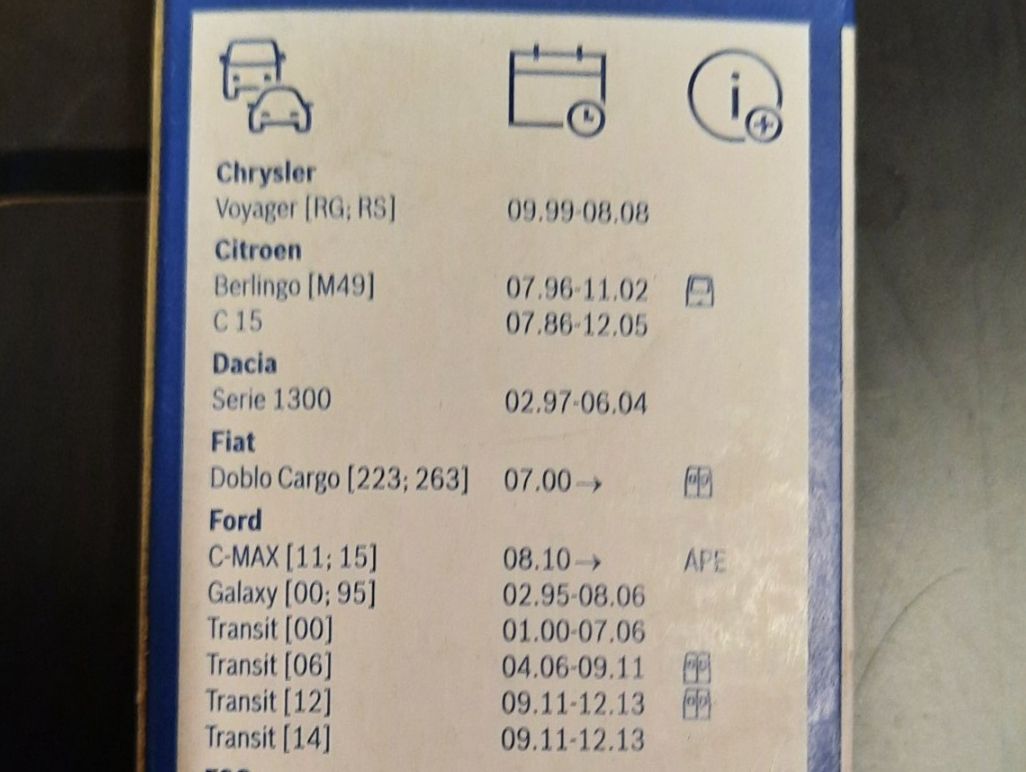 Chrysler
Voyager [RG; RS] 09.99-08.08
Citroen
Berlingo [M49] 07.96-11.02
C 15 07.86-12.05
Dacia
Serie 1300 02.97-06.04
Fiat
Doblo Cargo [223; 263] 07.00→
Ford
C-MAX [11; 15] 08.10→ APE
Galaxy [00; 95] 02.95-08.06
Transit [00] 01.00-07.06
Transit [06] 04.06-09.11
Transit [12] 09.11-12.13
Transit [14] 09.11-12.13